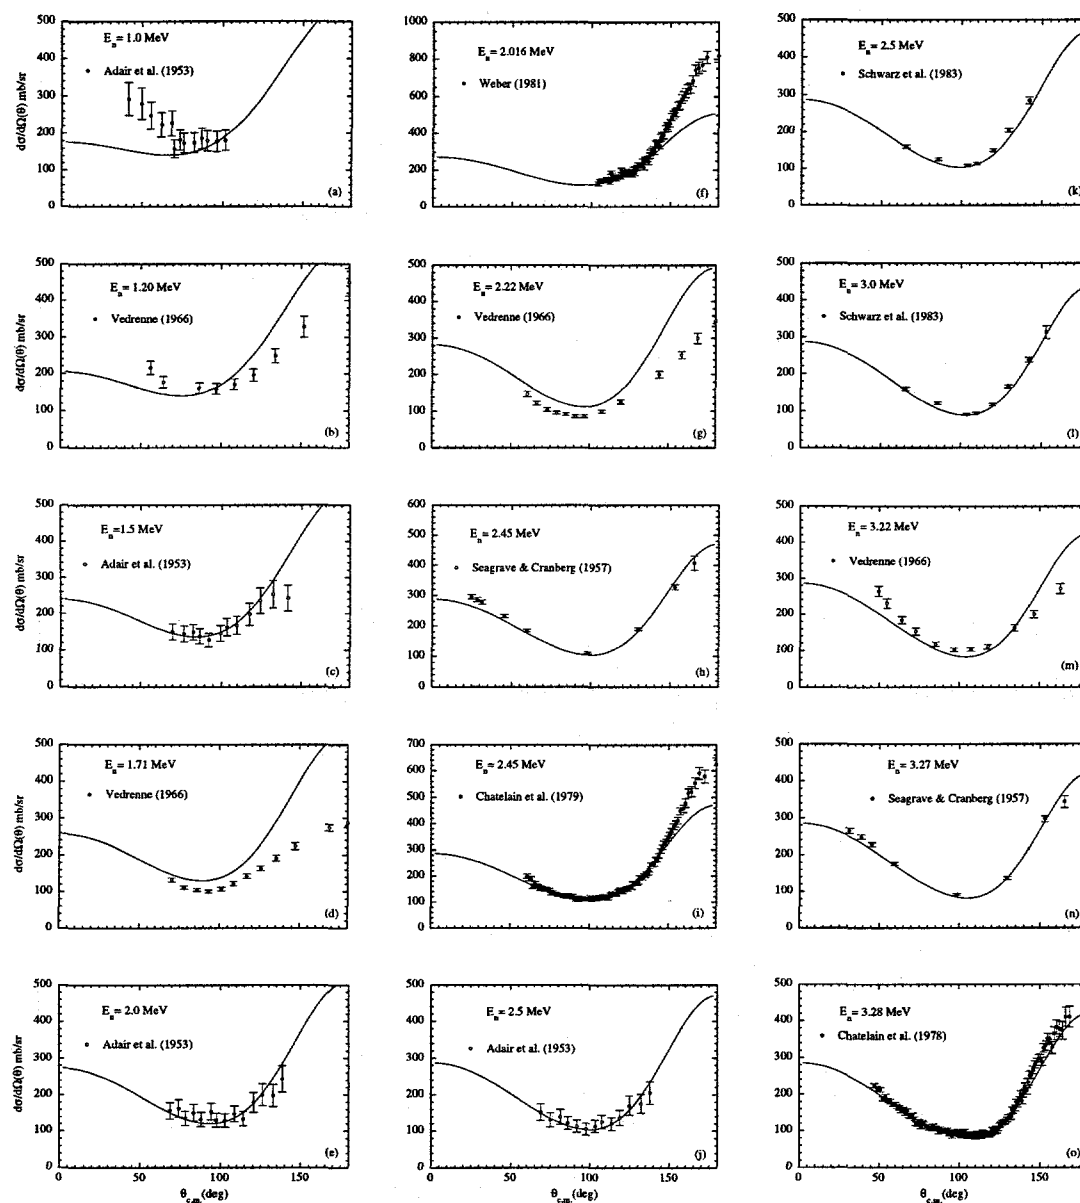 500
400
300
200
100
0
dσ/dΩ(θ) mb/sr
E_n = 1.0 MeV
Adair et al. (1953)
(a)
1000
800
600
400
200
0
E_n = 2.016 MeV
Weber (1981)
(f)
500
400
300
200
100
0
E_n = 2.5 MeV
Schwarz et al. (1983)
(k)
500
400
300
200
100
0
dσ/dΩ(θ) mb/sr
E_n = 1.20 MeV
Vedrenne (1966)
(b)
500
400
300
200
100
0
E_n = 2.22 MeV
Vedrenne (1966)
(g)
500
400
300
200
100
0
E_n = 3.0 MeV
Schwarz et al. (1983)
(l)
500
400
300
200
100
0
dσ/dΩ(θ) mb/sr
E_n =1.5 MeV
Adair et al. (1953)
(c)
600
500
400
300
200
100
0
E_n = 2.45 MeV
Seagrave & Cranberg (1957)
(h)
500
400
300
200
100
0
E_n = 3.22 MeV
Vedrenne (1966)
(m)
500
400
300
200
100
0
dσ/dΩ(θ) mb/sr
E_n = 1.71 MeV
Vedrenne (1966)
(d)
700
600
500
400
300
200
100
0
E_n = 2.45 MeV
Chatelain et al. (1979)
(i)
500
400
300
200
100
0
E_n = 3.27 MeV
Seagrave & Cranberg (1957)
(n)
500
400
300
200
100
0
dσ/dΩ(θ) mb/sr
E_n = 2.0 MeV
Adair et al. (1953)
(e)
0 50 100 150
θc.m.(deg)
500
400
300
200
100
0
E_n = 2.5 MeV
Adair et al. (1953)
(j)
0 50 100 150
θc.m.(deg)
500
400
300
200
100
0
E_n = 3.28 MeV
Chatelain et al. (1978)
(o)
0 50 100 150
θc.m.(deg)